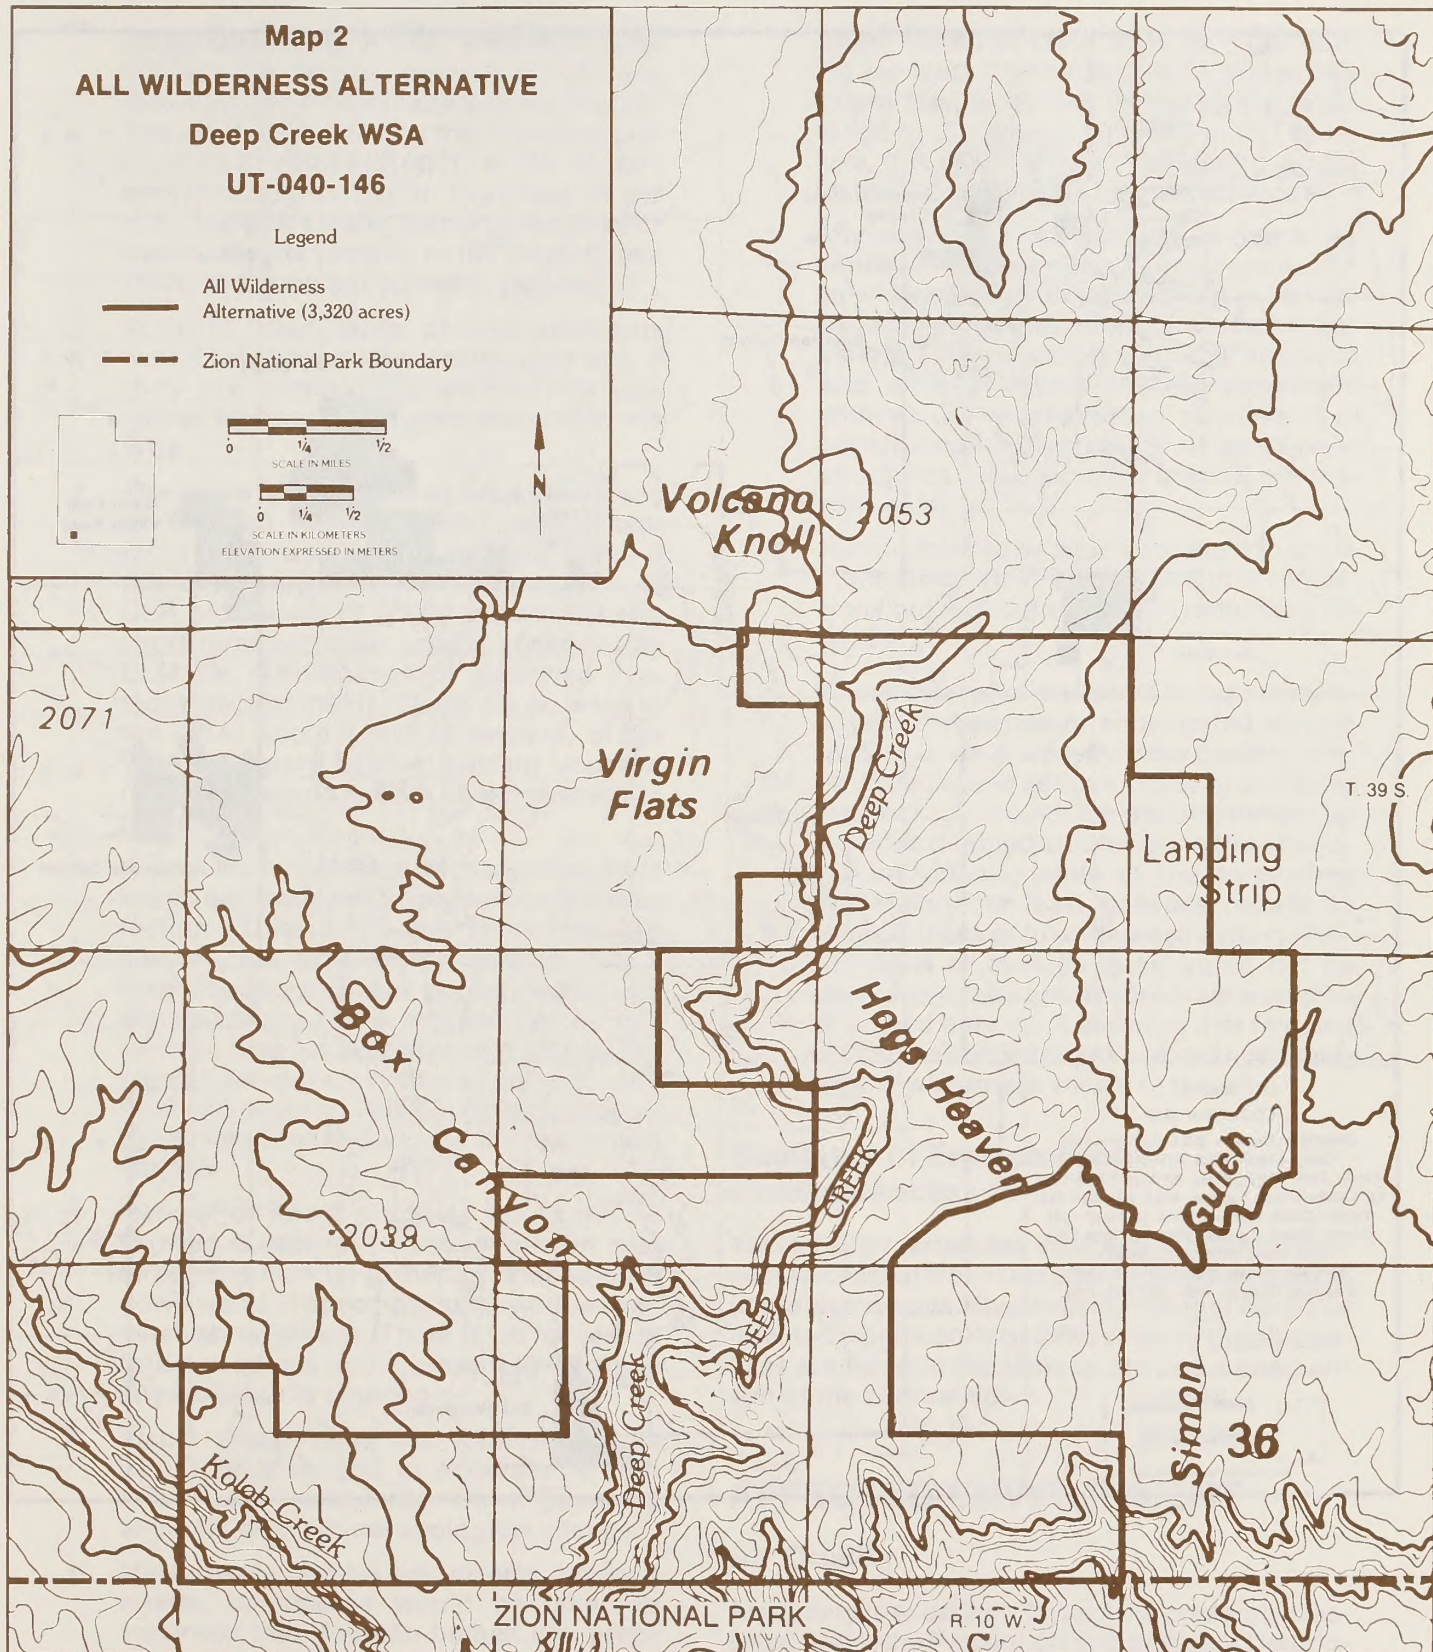 Map 2
ALL WILDERNESS ALTERNATIVE
Deep Creek WSA
UT-040-146
Legend
All Wilderness
Alternative (3,320 acres)
Zion National Park Boundary
0 1/4 1/2
SCALE IN MILES
0 1/4 1/2
SCALE IN KILOMETERS
ELEVATION EXPRESSED IN METERS
N
Volcano
Knoll
2053
2071
Virgin
Flats
Deep Creek
T. 39 S.
Landing
Strip
Box
Canyon
Hogs Heaven
CREEK
Gulch
2039
DEEP
Deep Creek
Simon
36
Kolob Creek
ZION NATIONAL PARK
R. 10 W.